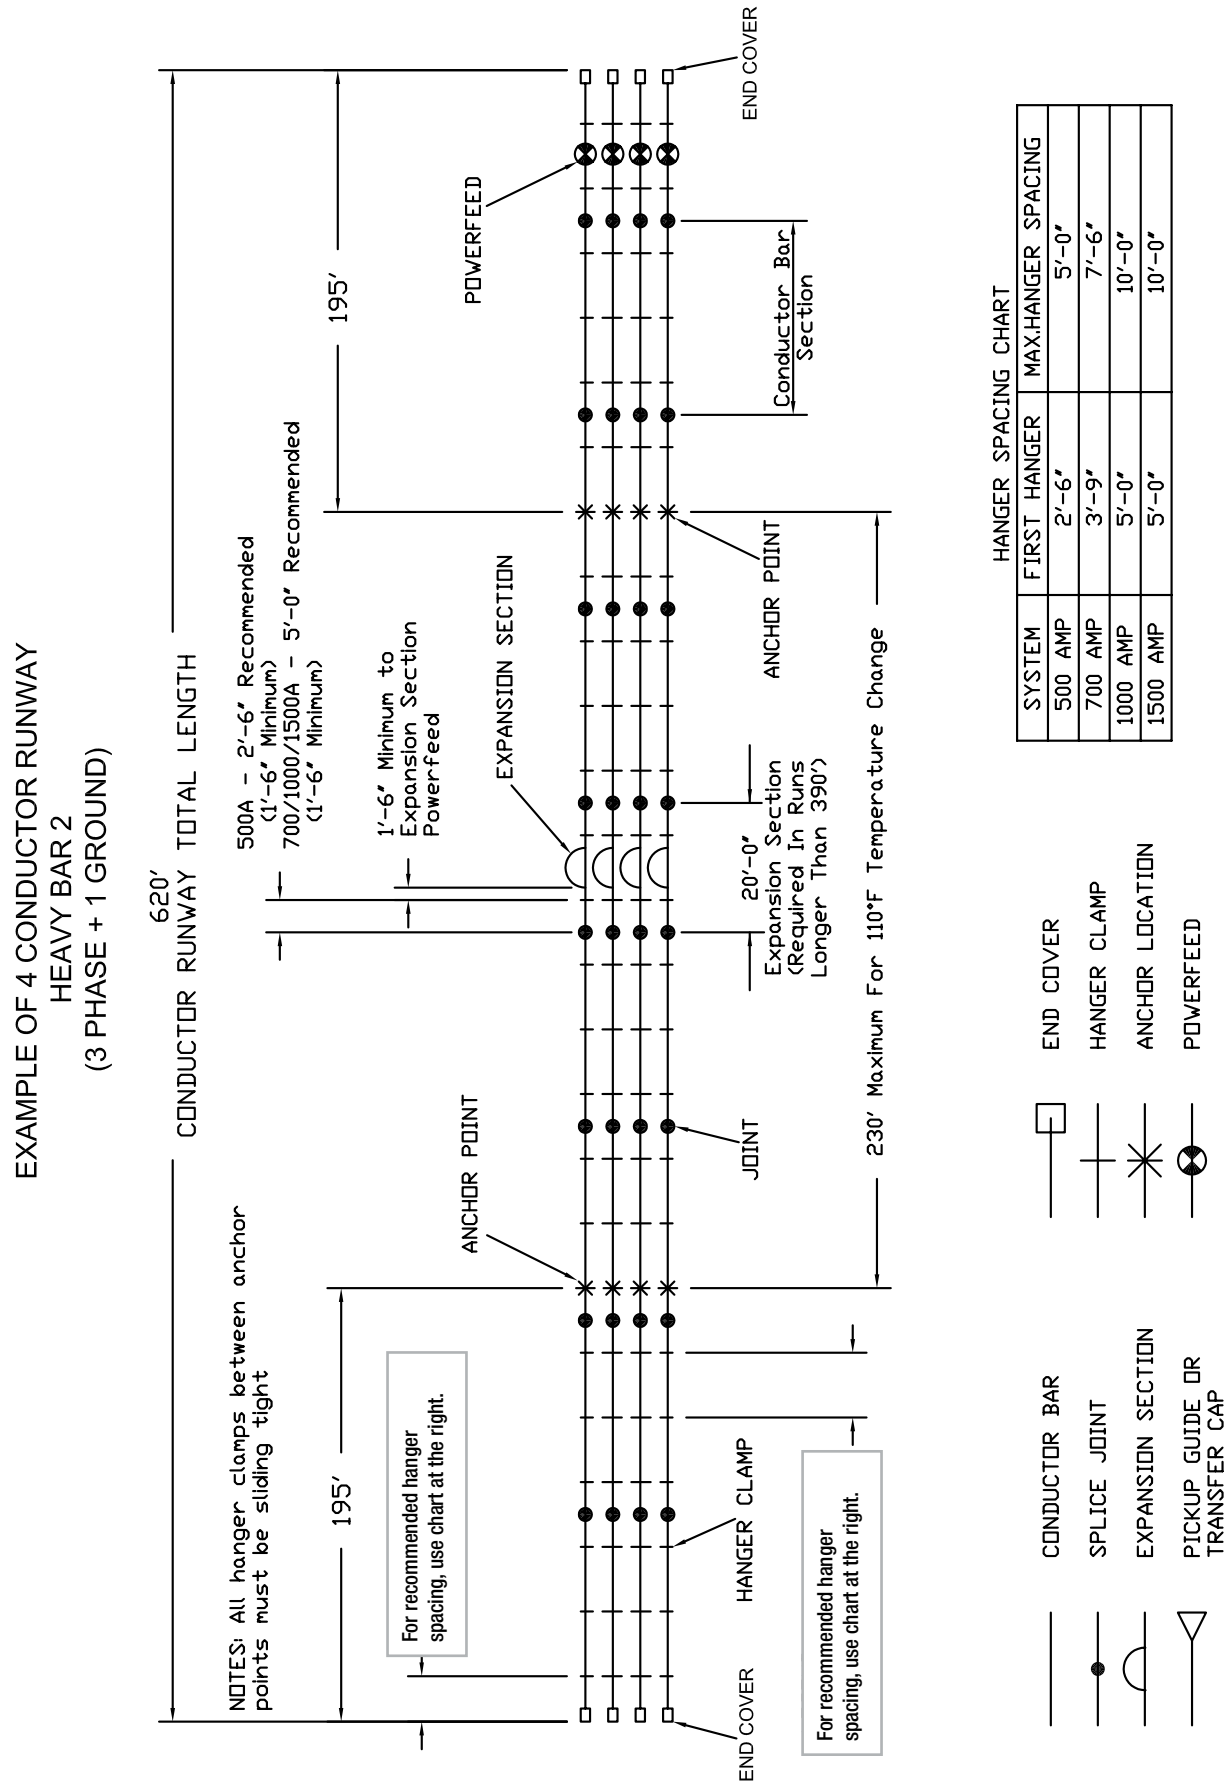 EXAMPLE OF 4 CONDUCTOR RUNWAY
HEAVY BAR 2
(3 PHASE + 1 GROUND)
620'
CONDUCTOR RUNWAY TOTAL LENGTH
NOTES: All hanger clamps between anchor
points must be sliding tight
500A - 2'-6" Recommended
(1'-6" Minimum)
700/1000/1500A - 5'-0" Recommended
(1'-6" Minimum)
195'
195'
1'-6" Minimum to
Expansion Section
Powerfeed
For recommended hanger
spacing, use chart at the right.
ANCHOR POINT
EXPANSION SECTION
POWERFEED
END COVER
HANGER CLAMP
JOINT
20'-0"
Expansion Section
(Required In Runs
Longer Than 390')
ANCHOR POINT
Conductor Bar
Section
END COVER
For recommended hanger
spacing, use chart at the right.
230' Maximum For 110°F Temperature Change
CONDUCTOR BAR
SPLICE JOINT
EXPANSION SECTION
PICKUP GUIDE OR
TRANSFER CAP
END COVER
HANGER CLAMP
ANCHOR LOCATION
POWERFEED
HANGER SPACING CHART
SYSTEM FIRST HANGER MAX.HANGER SPACING
500 AMP 2'-6" 5'-0"
700 AMP 3'-9" 7'-6"
1000 AMP 5'-0" 10'-0"
1500 AMP 5'-0" 10'-0"